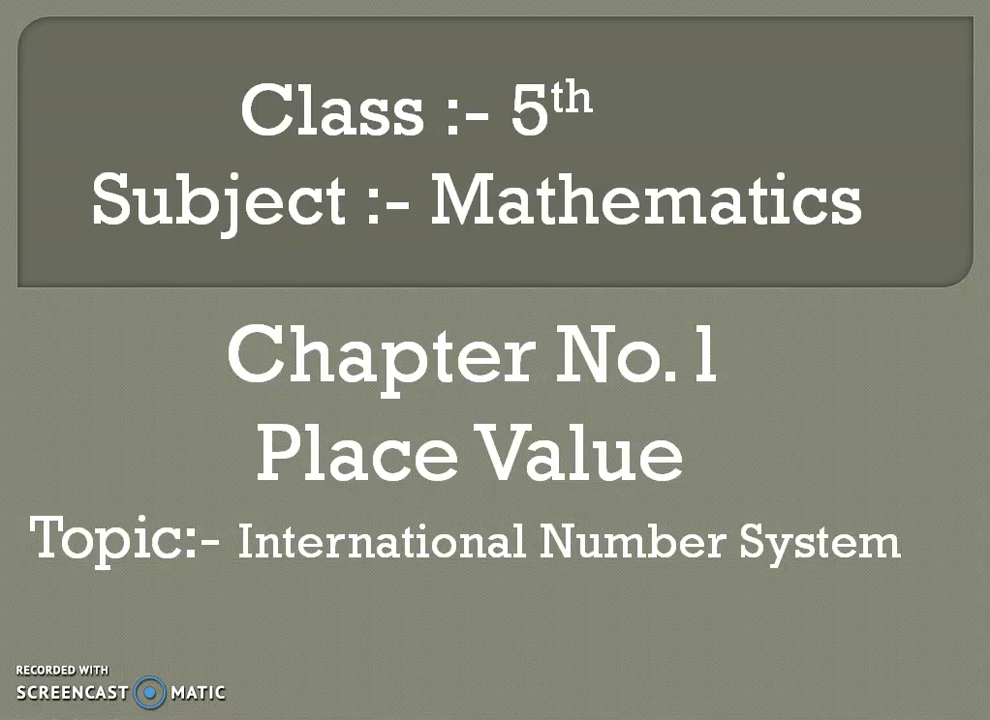 Class :- 5th
Subject :- Mathematics
Chapter No. 1
Place Value
Topic:- International Number System
RECORDED WITH
SCREENCAST MATIC